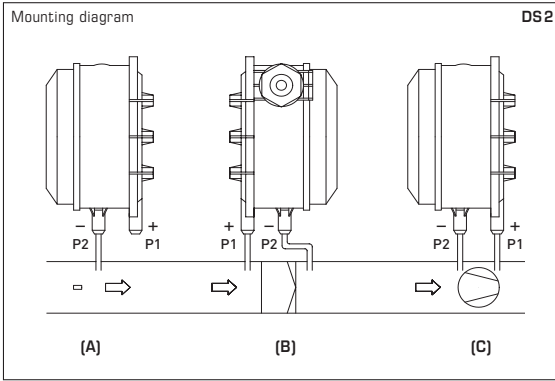 Mounting diagram DS2
– + + – – +
P2 P1 P1 P2 P2 P1
(A) (B) (C)